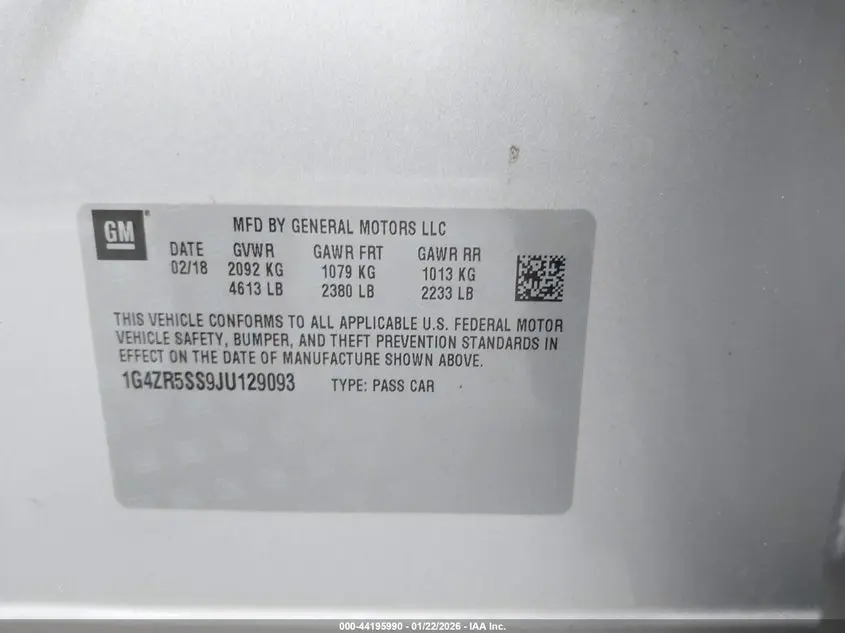 GM
MFD BY GENERAL MOTORS LLC
DATE GVWR GAWR FRT GAWR RR
02/18 2092 KG 1079 KG 1013 KG
4613 LB 2380 LB 2233 LB
THIS VEHICLE CONFORMS TO ALL APPLICABLE U.S. FEDERAL MOTOR
VEHICLE SAFETY, BUMPER, AND THEFT PREVENTION STANDARDS IN
EFFECT ON THE DATE OF MANUFACTURE SHOWN ABOVE.
1G4ZR5SS9JU129093 TYPE: PASS CAR
000-44195990 - 01/22/2026 - IAA Inc.